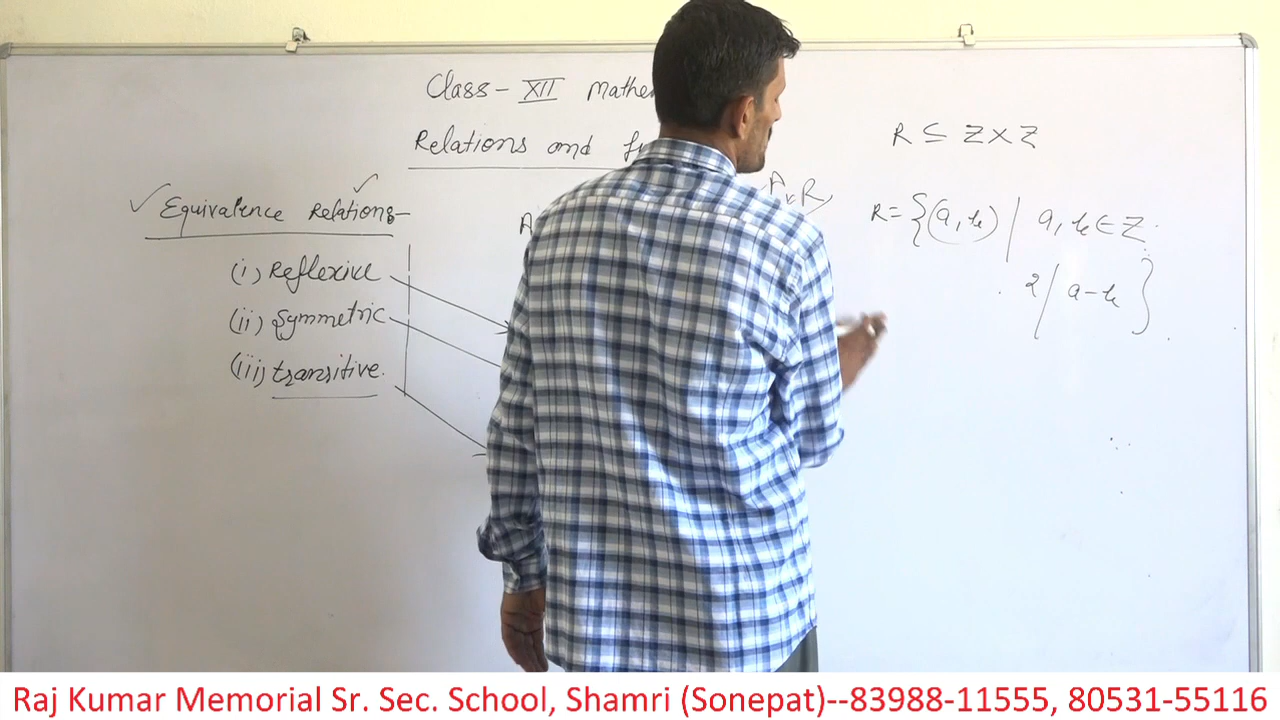 Class - XII Mathe
Relations and fu
Equivalence Relations-
(i) Reflexive
(ii) Symmetric
(iii) transitive.
A
R ⊆ Z X Z
R = {(a, b) | a, b ∈ Z
2 / a - b }
Raj Kumar Memorial Sr. Sec. School, Shamri (Sonepat)--83988-11555, 80531-55116